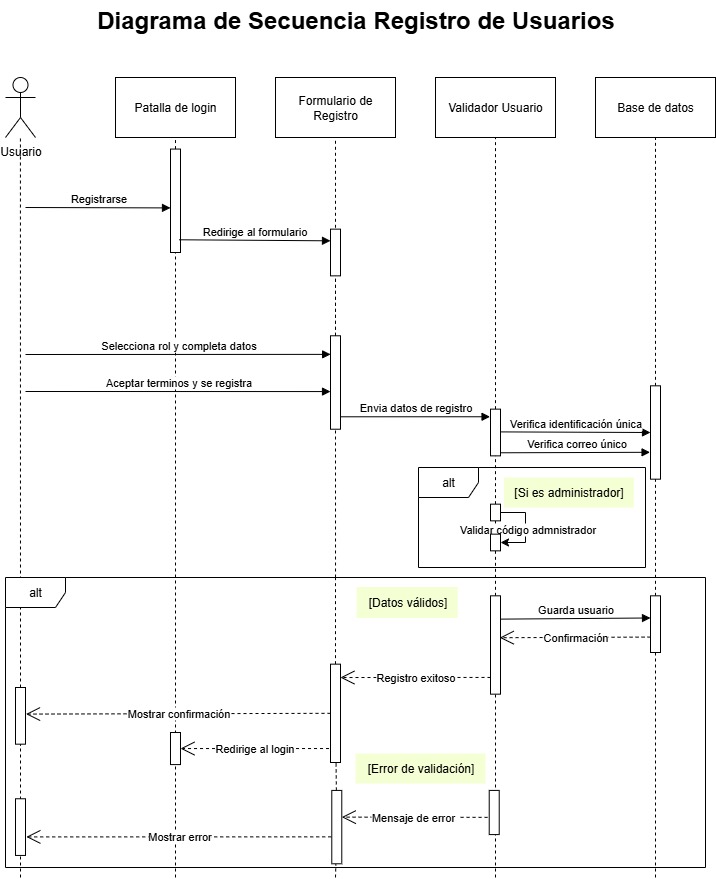 Diagrama de Secuencia Registro de Usuarios
Usuario
Patalla de login
Formulario de
Registro
Validador Usuario
Base de datos
Registrarse
Redirige al formulario
Selecciona rol y completa datos
Aceptar terminos y se registra
Envia datos de registro
Verifica identificación única
Verifica correo único
alt
[Si es administrador]
Validar código admnistrador
alt
[Datos válidos]
Guarda usuario
Confirmación
Registro exitoso
Mostrar confirmación
Redirige al login
[Error de validación]
Mensaje de error
Mostrar error